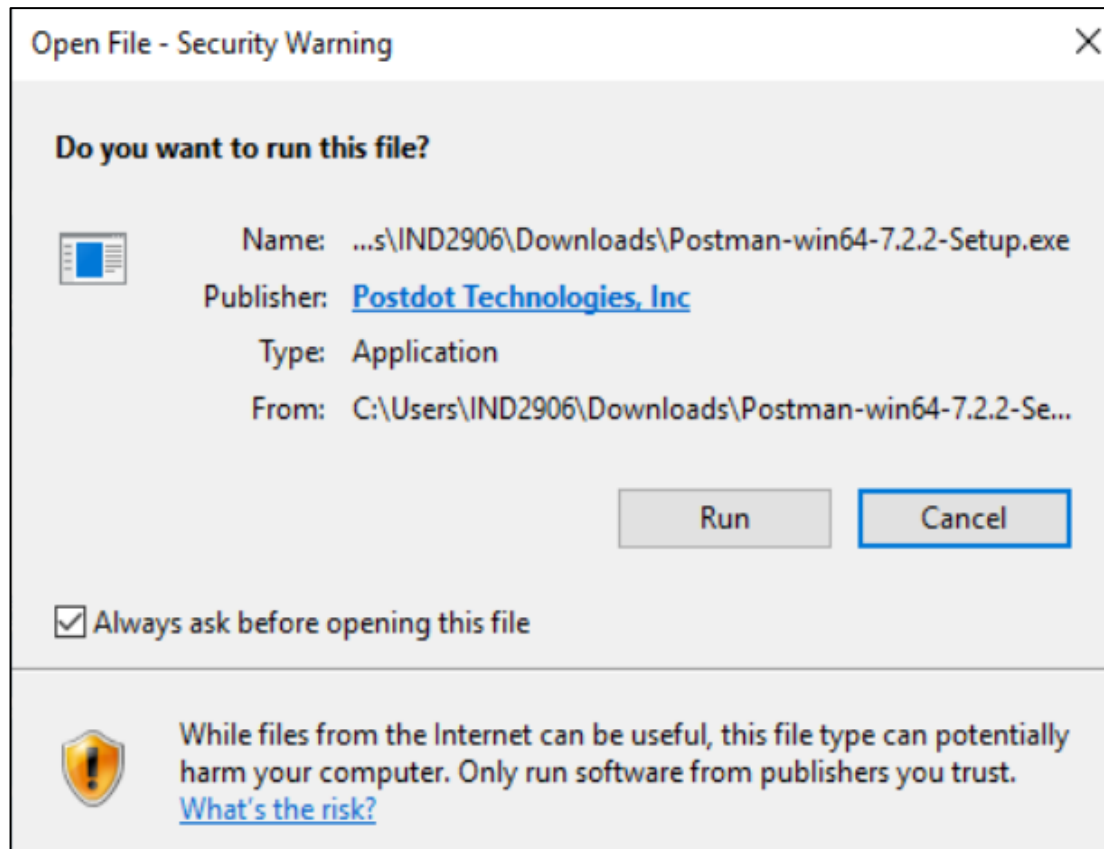 Open File - Security Warning
Do you want to run this file?
Name: ...s\IND2906\Downloads\Postman-win64-7.2.2-Setup.exe
Publisher: Postdot Technologies, Inc
Type: Application
From: C:\Users\IND2906\Downloads\Postman-win64-7.2.2-Se...
Run Cancel
Always ask before opening this file
While files from the Internet can be useful, this file type can potentially
harm your computer. Only run software from publishers you trust.
What's the risk?